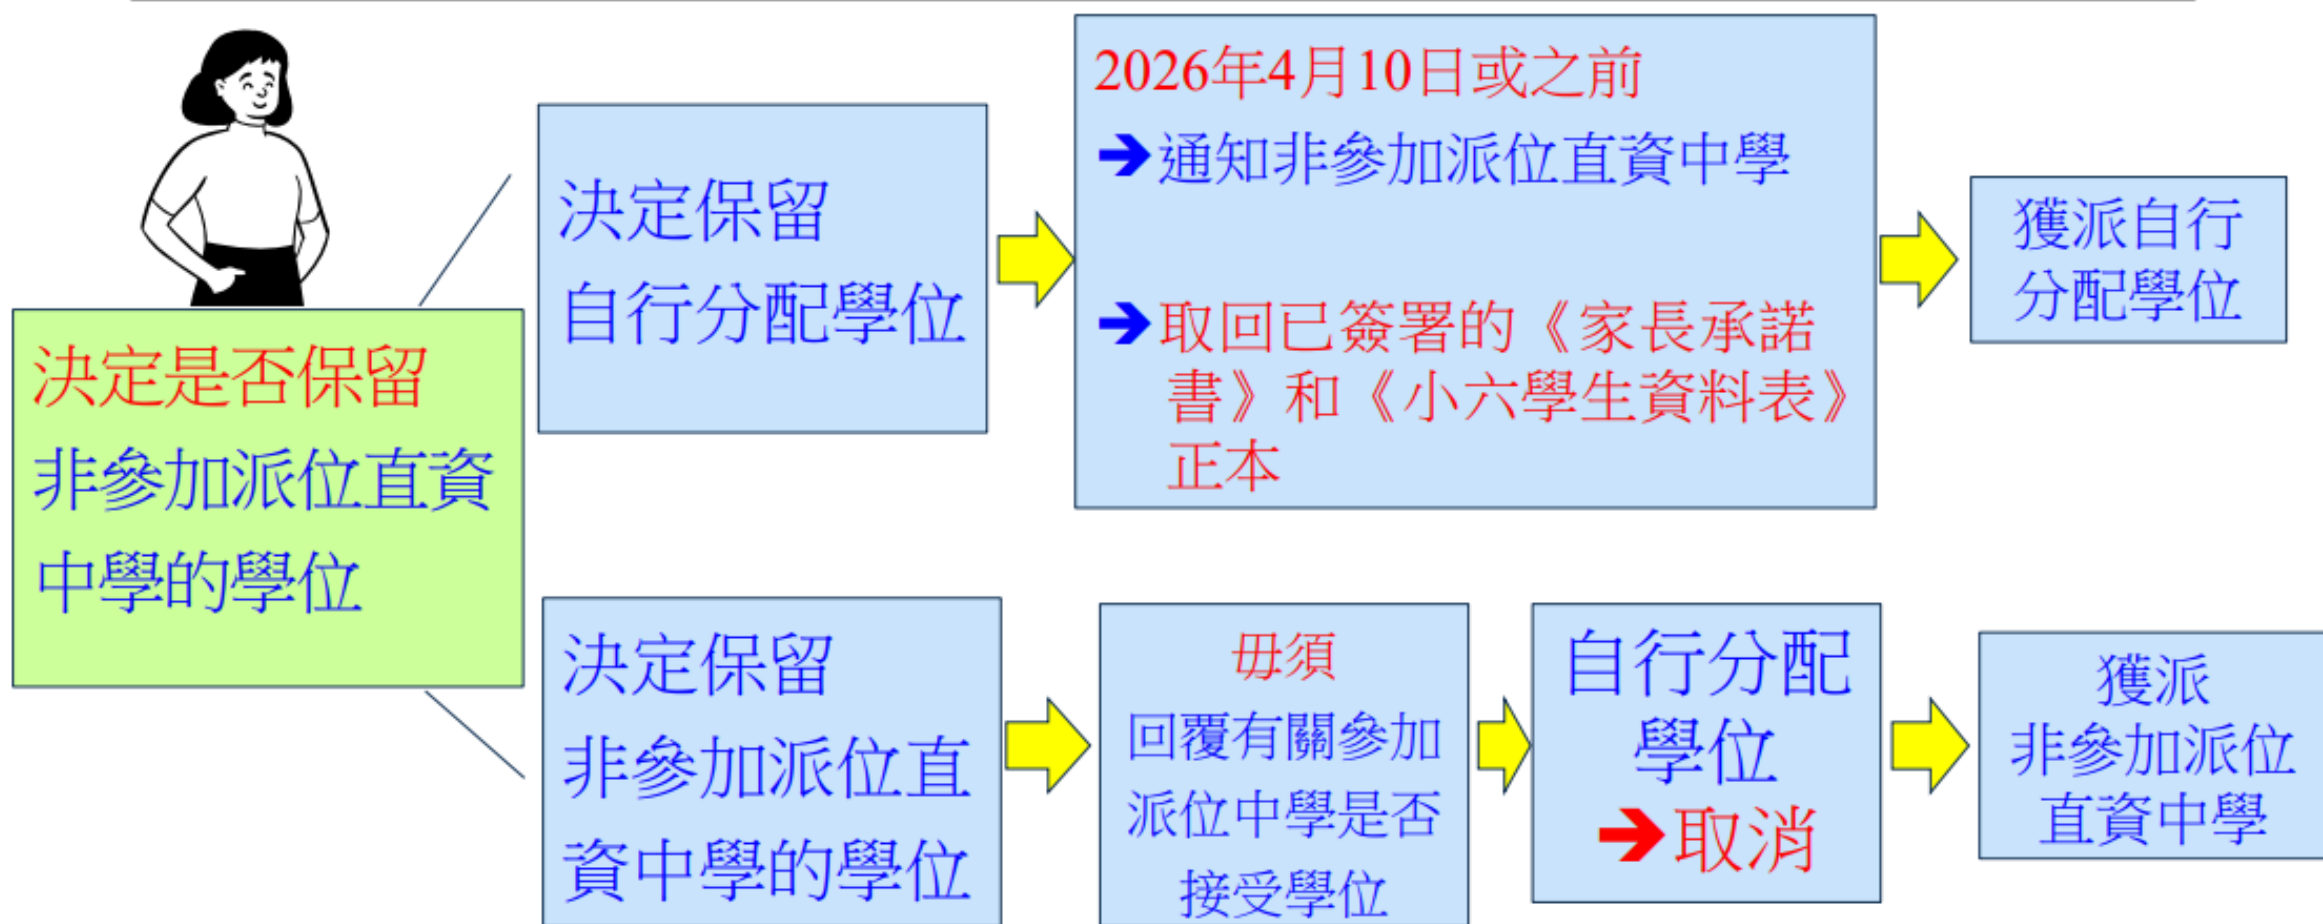 決定是否保留
非參加派位直資
中學的學位
決定保留
自行分配學位
2026年4月10日或之前
➔通知非參加派位直資中學
➔取回已簽署的《家長承諾
書》和《小六學生資料表》
正本
獲派自行
分配學位
決定保留
非參加派位直
資中學的學位
毋須
回覆有關參加
派位中學是否
接受學位
自行分配
學位
➔取消
獲派
非參加派位
直資中學